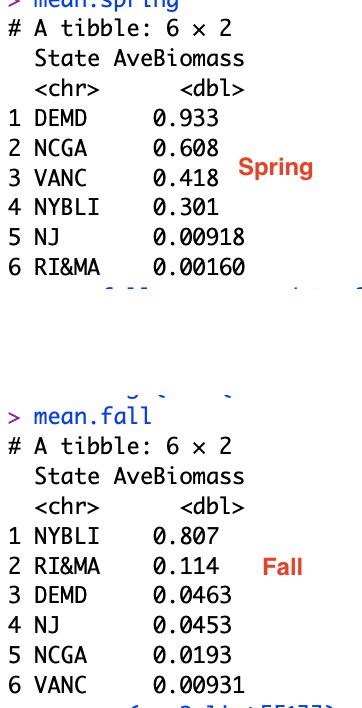 > mean.spring
# A tibble: 6 × 2
State AveBiomass
<chr> <dbl>
1 DEMD 0.933
2 NCGA 0.608
3 VANC 0.418
Spring
4 NYBLI 0.301
5 NJ 0.00918
6 RI&MA 0.00160
> mean.fall
# A tibble: 6 × 2
State AveBiomass
<chr> <dbl>
1 NYBLI 0.807
2 RI&MA 0.114
Fall
3 DEMD 0.0463
4 NJ 0.0453
5 NCGA 0.0193
6 VANC 0.00931